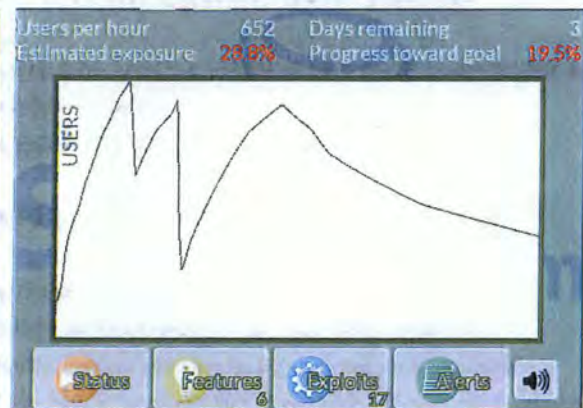 Users per hour 652 Days remaining 3
Estimated exposure 28.8% Progress toward goal 19.5%
USERS
Status Features Exploits Alerts
6 17